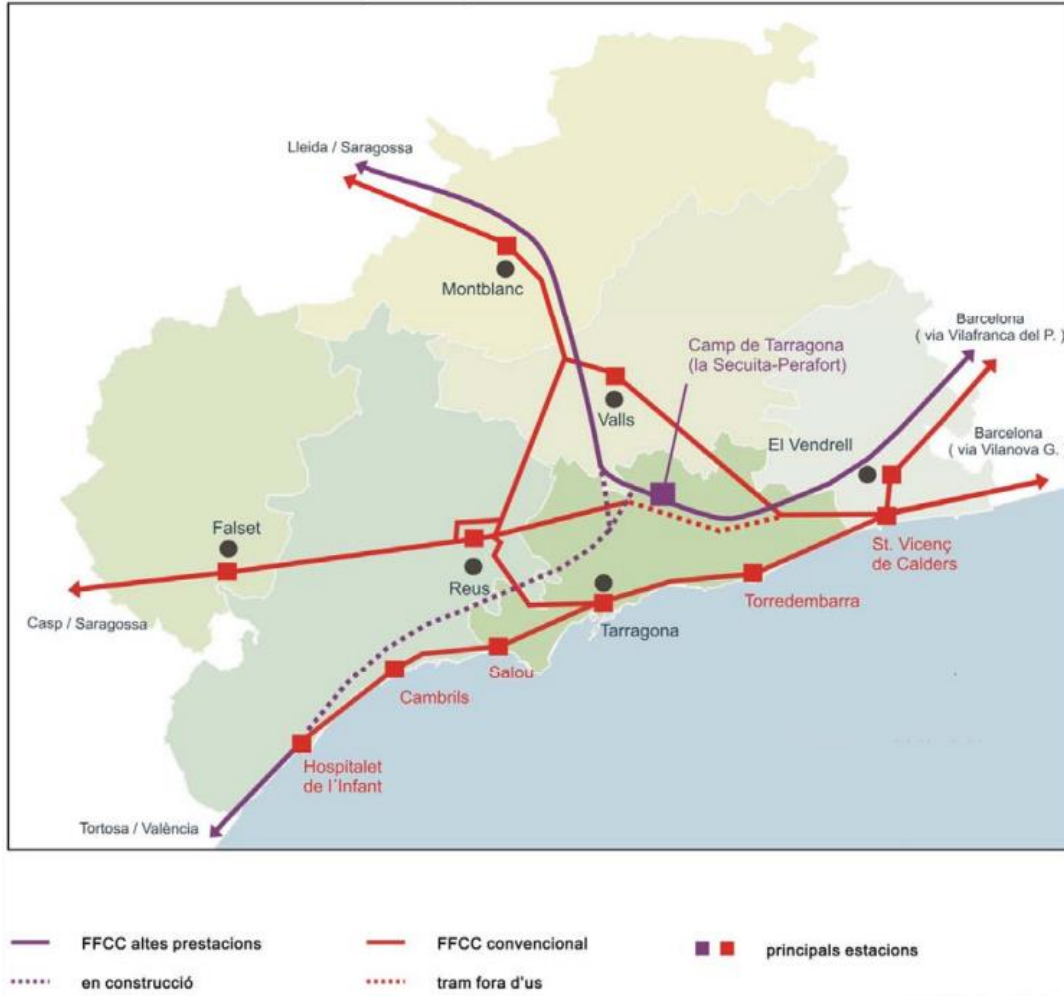 Lleida / Saragossa
Montblanc
Barcelona
( via Vilafranca del P. )
Camp de Tarragona
(la Secuita-Perafort)
Valls
El Vendrell
Barcelona
( via Vilanova G.
Falset
St. Vicenç
de Calders
Reus
Torredembarra
Casp / Saragossa
Tarragona
Salou
Cambrils
Hospitalet
de l´Infant
Tortosa / València
FFCC altes prestacions
FFCC convencional
principals estacions
en construcció
tram fora d'us